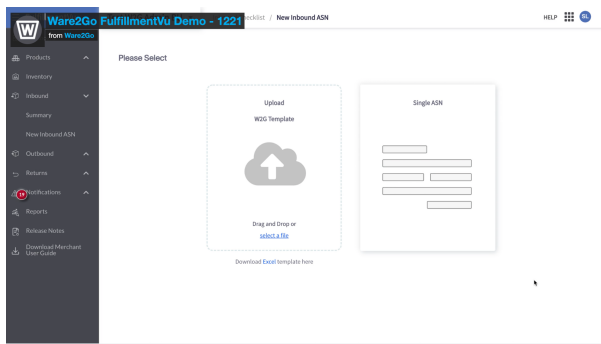 Ware2Go FulfillmentVu Demo - 1221
from Ware2Go
ecklist / New Inbound ASN
HELP
SL
Products
Inventory
Inbound
Summary
New Inbound ASN
Outbound
Returns
19
Notifications
Reports
Release Notes
Download Merchant
User Guide
Please Select
Upload
W2G Template
Drag and Drop or
select a file
Download Excel template here
Single ASN